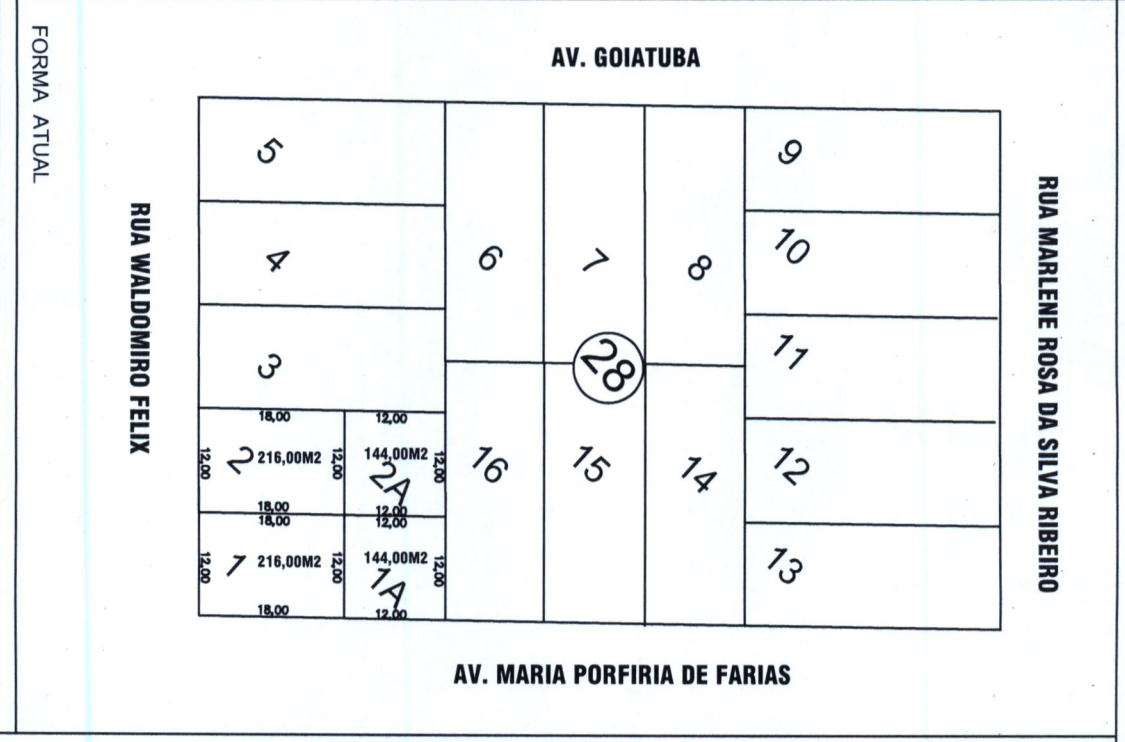 FORMA ATUAL
AV. GOIATUBA
RUA WALDOMIRO FELIX
RUA MARLENE ROSA DA SILVA RIBEIRO
5
9
4
6
7
8
10
3
28
11
18,00
12,00
12,00
2
216,00M2
12,00
144,00M2
2A
12,00
16
15
14
12
18,00
12,00
18,00
12,00
12,00
1
216,00M2
12,00
144,00M2
1A
12,00
13
18,00
12,00
AV. MARIA PORFIRIA DE FARIAS